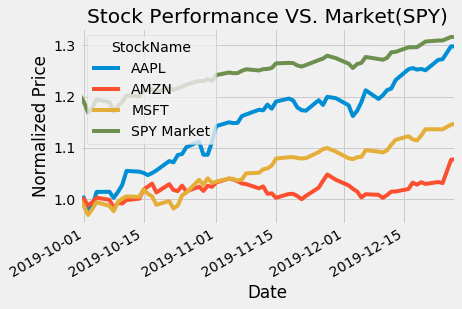 Stock Performance VS. Market(SPY)
StockName
AAPL
AMZN
MSFT
SPY Market
Normalized Price
1.3
1.2
1.1
1.0
2019-10-01
2019-10-15
2019-11-01
2019-11-15
2019-12-01
2019-12-15
Date